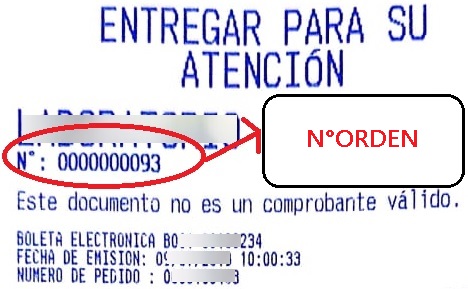 ENTREGAR PARA SU
ATENCIÓN
N°ORDEN
N°: 0000000093
Este documento no es un comprobante válido.
BOLETA ELECTRONICA
FECHA DE EMISION: 10:00:33
NUMERO DE PEDIDO :